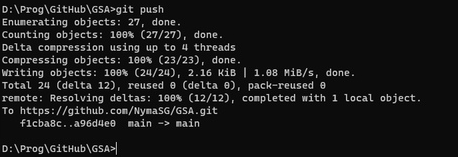 D:\Prog\GitHub\GSA>git push
Enumerating objects: 27, done.
Counting objects: 100% (27/27), done.
Delta compression using up to 4 threads
Compressing objects: 100% (23/23), done.
Writing objects: 100% (24/24), 2.16 KiB | 1.08 MiB/s, done.
Total 24 (delta 12), reused 0 (delta 0), pack-reused 0
remote: Resolving deltas: 100% (12/12), completed with 1 local object.
To https://github.com/NymaSG/GSA.git
   f1cba8c..a96d4e0  main -> main
D:\Prog\GitHub\GSA>